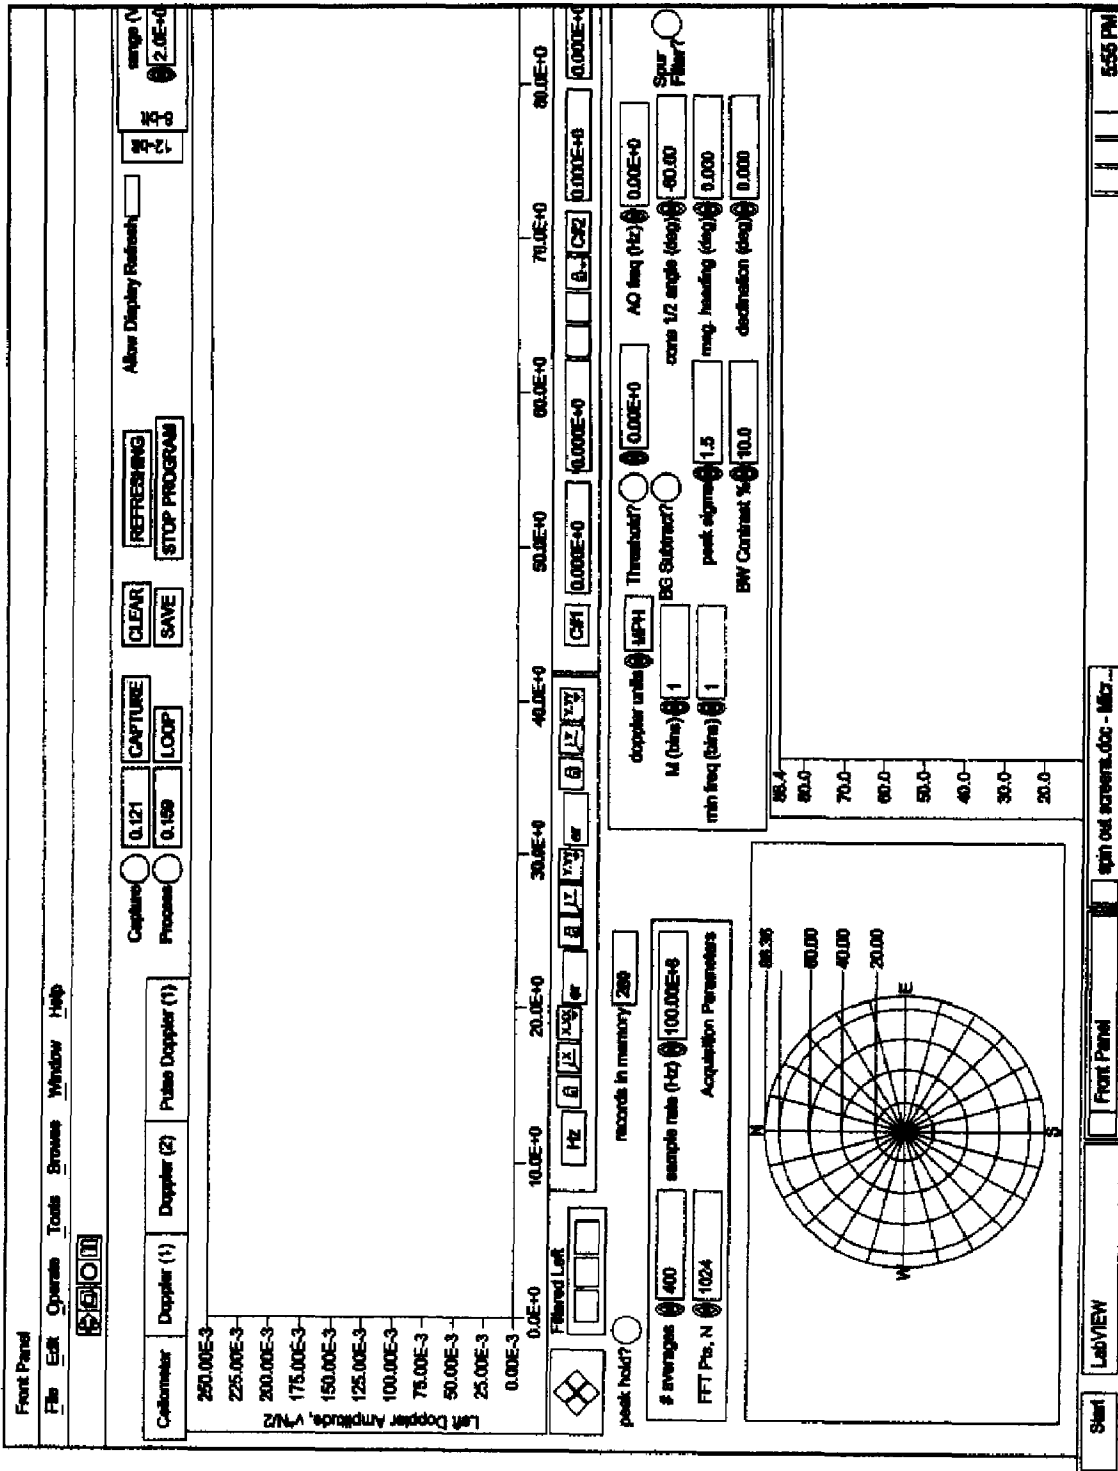 Front Panel
File Edit Operate Tools Browse Window Help
Ceilometer Doppler (1) Doppler (2) Pulse Doppler (1)
Capture 0.121 CAPTURE CLEAR REFRESHING Allow Display Refresh
Process 0.159 LOOP SAVE STOP PROGRAM
2.0E+0
Left Doppler Amplitude, v^N/2
250.00E-3
225.00E-3
200.00E-3
175.00E-3
150.00E-3
125.00E-3
100.00E-3
75.00E-3
50.00E-3
25.00E-3
0.00E-3
0.0E+0 10.0E+0 20.0E+0 30.0E+0 40.0E+0 50.0E+0 60.0E+0 70.0E+0 80.0E+0
Filtered Left
Hz er er C#1 0.000E+0 0.000E+0 C#2 0.000E+0 0.000E+0
peak hold? records in memory 289
# averages 400 sample rate (Hz) 100.00E+6
FFT Pts, N 1024 Acquisition Parameters
doppler units MPH Threshold? 0.00E+0 AO freq (Hz) 0.00E+0
M (bins) 1 BG Subtract? cone 1/2 angle (deg) -60.00 Spur Filter?
min freq (bins) 1 peak sigma 1.5 mag. heading (deg) 0.000
BW Contrast % 10.0 declination (deg) 0.000
N
E
S
W
60.00
40.00
20.00
86.4
80.0
70.0
60.0
50.0
40.0
30.0
20.0
Start LabVIEW Front Panel spin out screens.doc - Micr... 5:55 PM